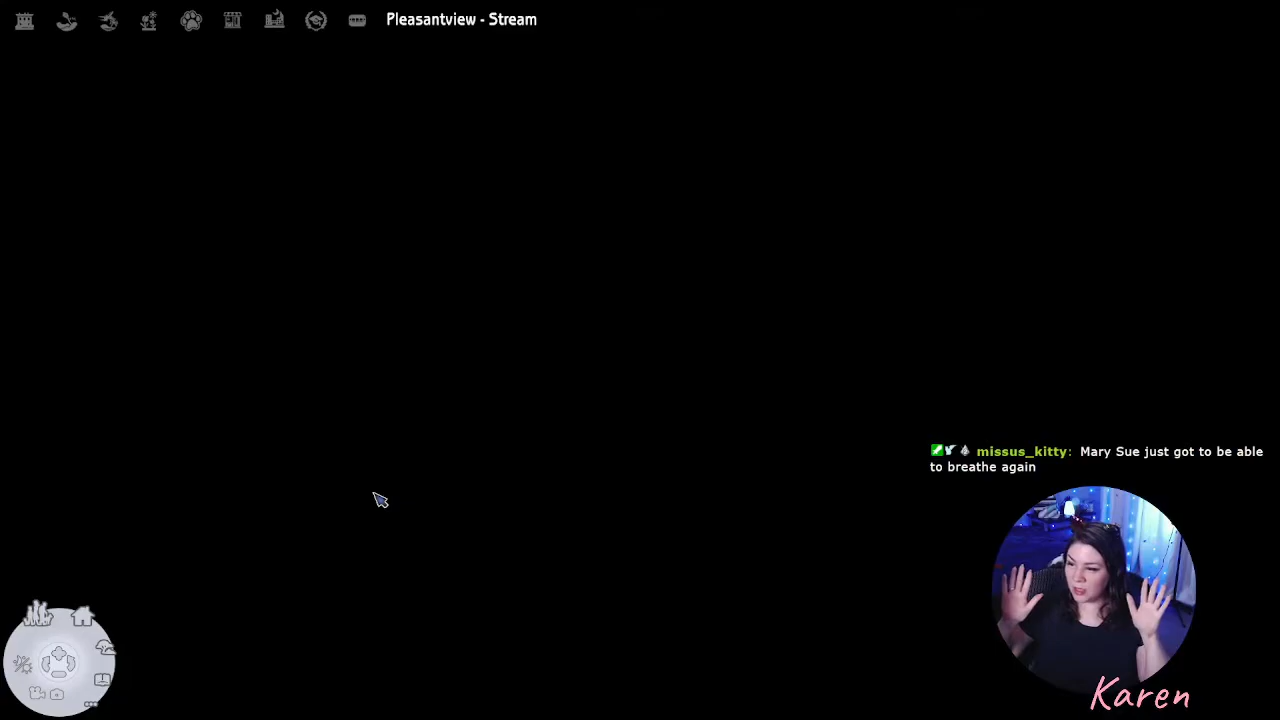 Pleasantview - Stream
missus_kitty: Mary Sue just got to be able
to breathe again
Karen